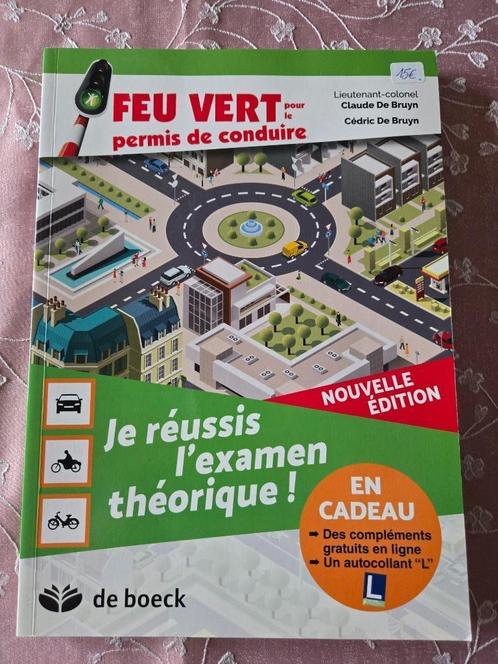 15€.
Lieutenant-colonel
Claude De Bruyn
Cédric De Bruyn
FEU VERT pour le
permis de conduire
NOUVELLE
ÉDITION
Je réussis
l'examen
théorique !
EN
CADEAU
➡ Des compléments
gratuits en ligne
➡ Un autocollant "L"
L
de boeck